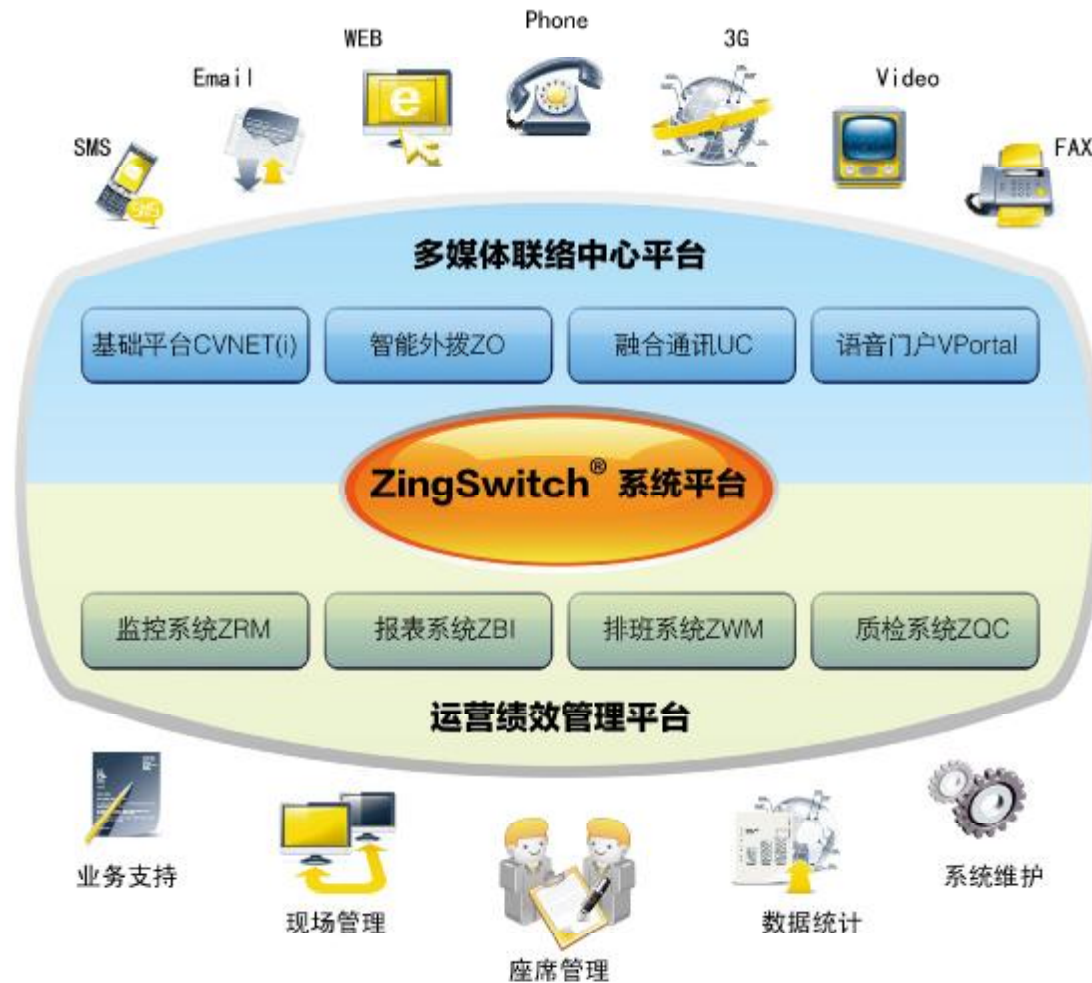 Phone
WEB
3G
Email
Video
SMS
FAX
SMS
e
多媒体联络中心平台
基础平台CVNET(i)
智能外拨ZO
融合通讯UC
语音门户VPortal
ZingSwitch® 系统平台
监控系统ZRM
报表系统ZBI
排班系统ZWM
质检系统ZQC
运营绩效管理平台
业务支持
现场管理
座席管理
数据统计
系统维护